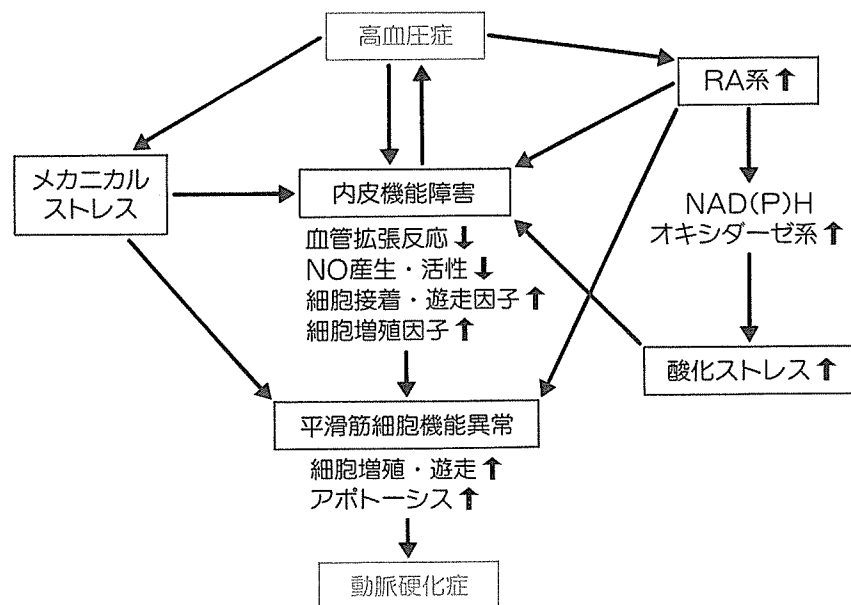 高血圧症
RA系⬆
メカニカル
ストレス
内皮機能障害
NAD(P)H
オキシダーゼ系⬆
血管拡張反応⬇
NO産生・活性⬇
細胞接着・遊走因子⬆
細胞増殖因子⬆
酸化ストレス⬆
平滑筋細胞機能異常
細胞増殖・遊走⬆
アポトーシス⬆
動脈硬化症